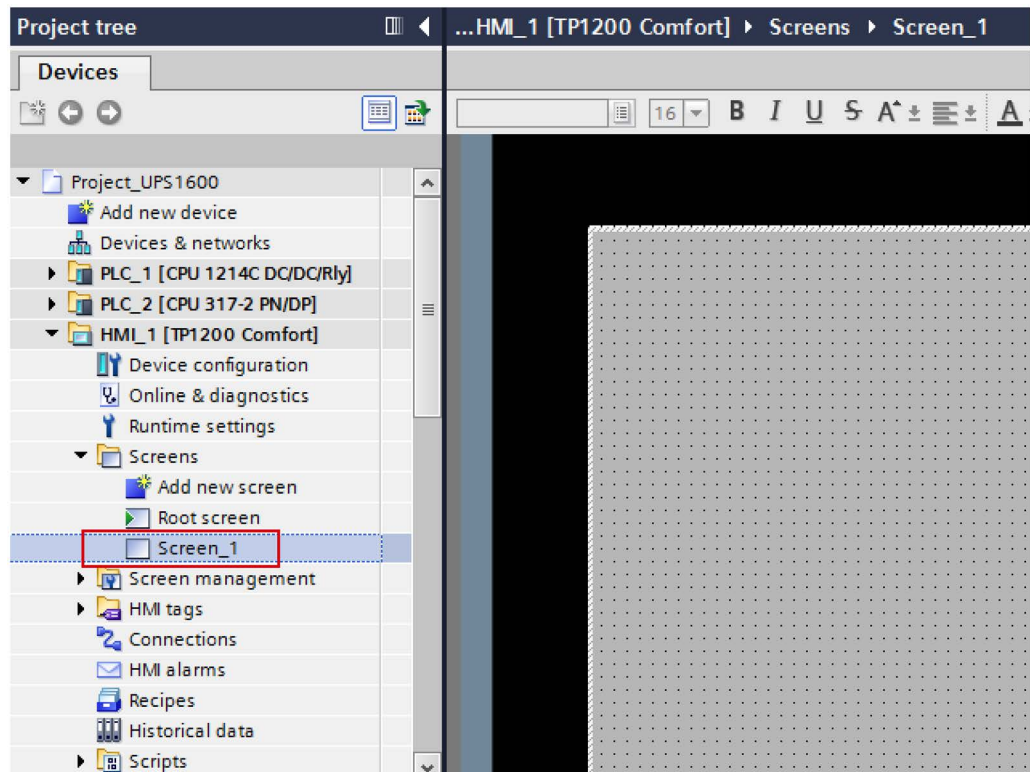 Project tree
...HMI_1 [TP1200 Comfort] ▸ Screens ▸ Screen_1
Devices
16
B I U S A A
Project_UPS1600
Add new device
Devices & networks
PLC_1 [CPU 1214C DC/DC/Rly]
PLC_2 [CPU 317-2 PN/DP]
HMI_1 [TP1200 Comfort]
Device configuration
Online & diagnostics
Runtime settings
Screens
Add new screen
Root screen
Screen_1
Screen management
HMI tags
Connections
HMI alarms
Recipes
Historical data
Scripts